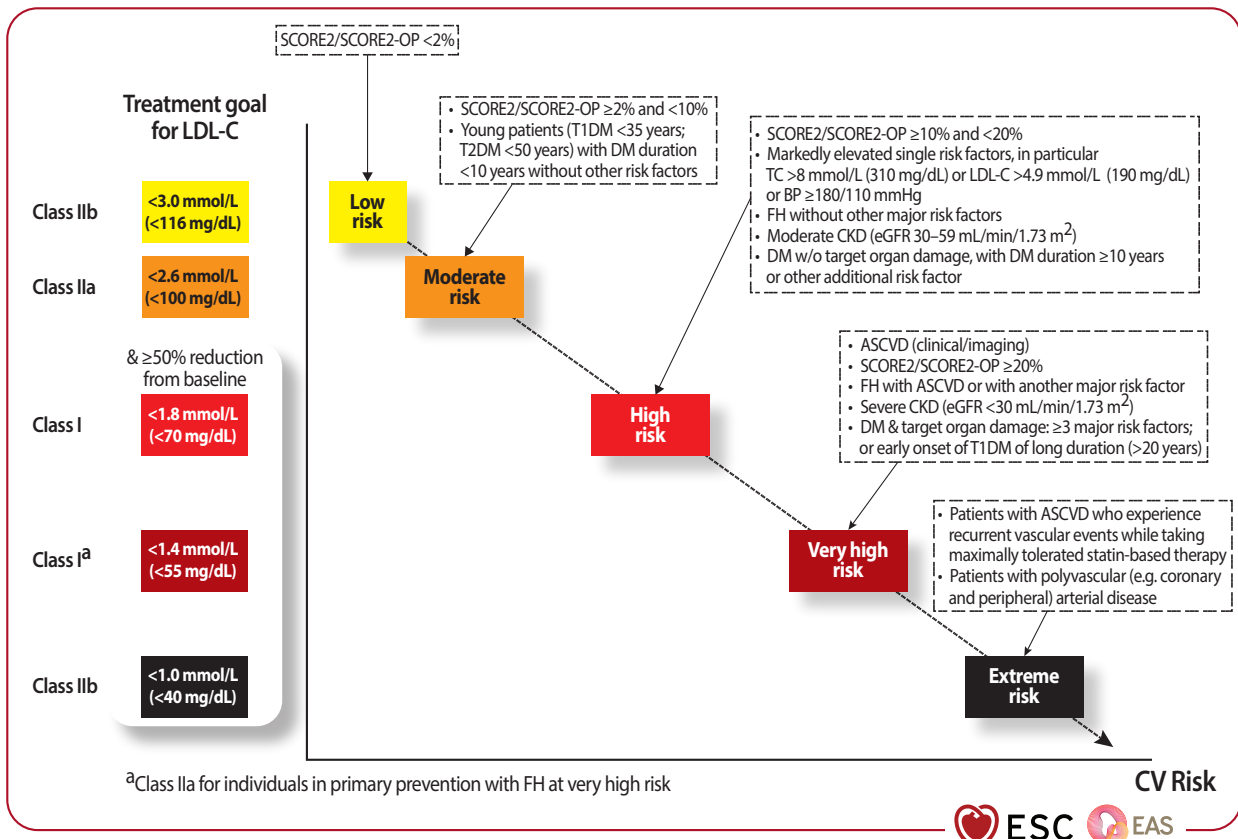 SCORE2/SCORE2-OP <2%
Treatment goal
for LDL-C
• SCORE2/SCORE2-OP ≥2% and <10%
• Young patients (T1DM <35 years;
T2DM <50 years) with DM duration
<10 years without other risk factors
• SCORE2/SCORE2-OP ≥10% and <20%
• Markedly elevated single risk factors, in particular
TC >8 mmol/L (310 mg/dL) or LDL-C >4.9 mmol/L (190 mg/dL)
or BP ≥180/110 mmHg
• FH without other major risk factors
• Moderate CKD (eGFR 30–59 mL/min/1.73 m²)
• DM w/o target organ damage, with DM duration ≥10 years
or other additional risk factor
Class IIb
<3.0 mmol/L
(<116 mg/dL)
Low
risk
Class IIa
<2.6 mmol/L
(<100 mg/dL)
Moderate
risk
& ≥50% reduction
from baseline
• ASCVD (clinical/imaging)
• SCORE2/SCORE2-OP ≥20%
• FH with ASCVD or with another major risk factor
• Severe CKD (eGFR <30 mL/min/1.73 m²)
• DM & target organ damage: ≥3 major risk factors;
or early onset of T1DM of long duration (>20 years)
Class I
<1.8 mmol/L
(<70 mg/dL)
High
risk
• Patients with ASCVD who experience
recurrent vascular events while taking
maximally tolerated statin-based therapy
• Patients with polyvascular (e.g. coronary
and peripheral) arterial disease
Class Iᵃ
<1.4 mmol/L
(<55 mg/dL)
Very high
risk
Class IIb
<1.0 mmol/L
(<40 mg/dL)
Extreme
risk
ᵃClass IIa for individuals in primary prevention with FH at very high risk
CV Risk
ESC EAS